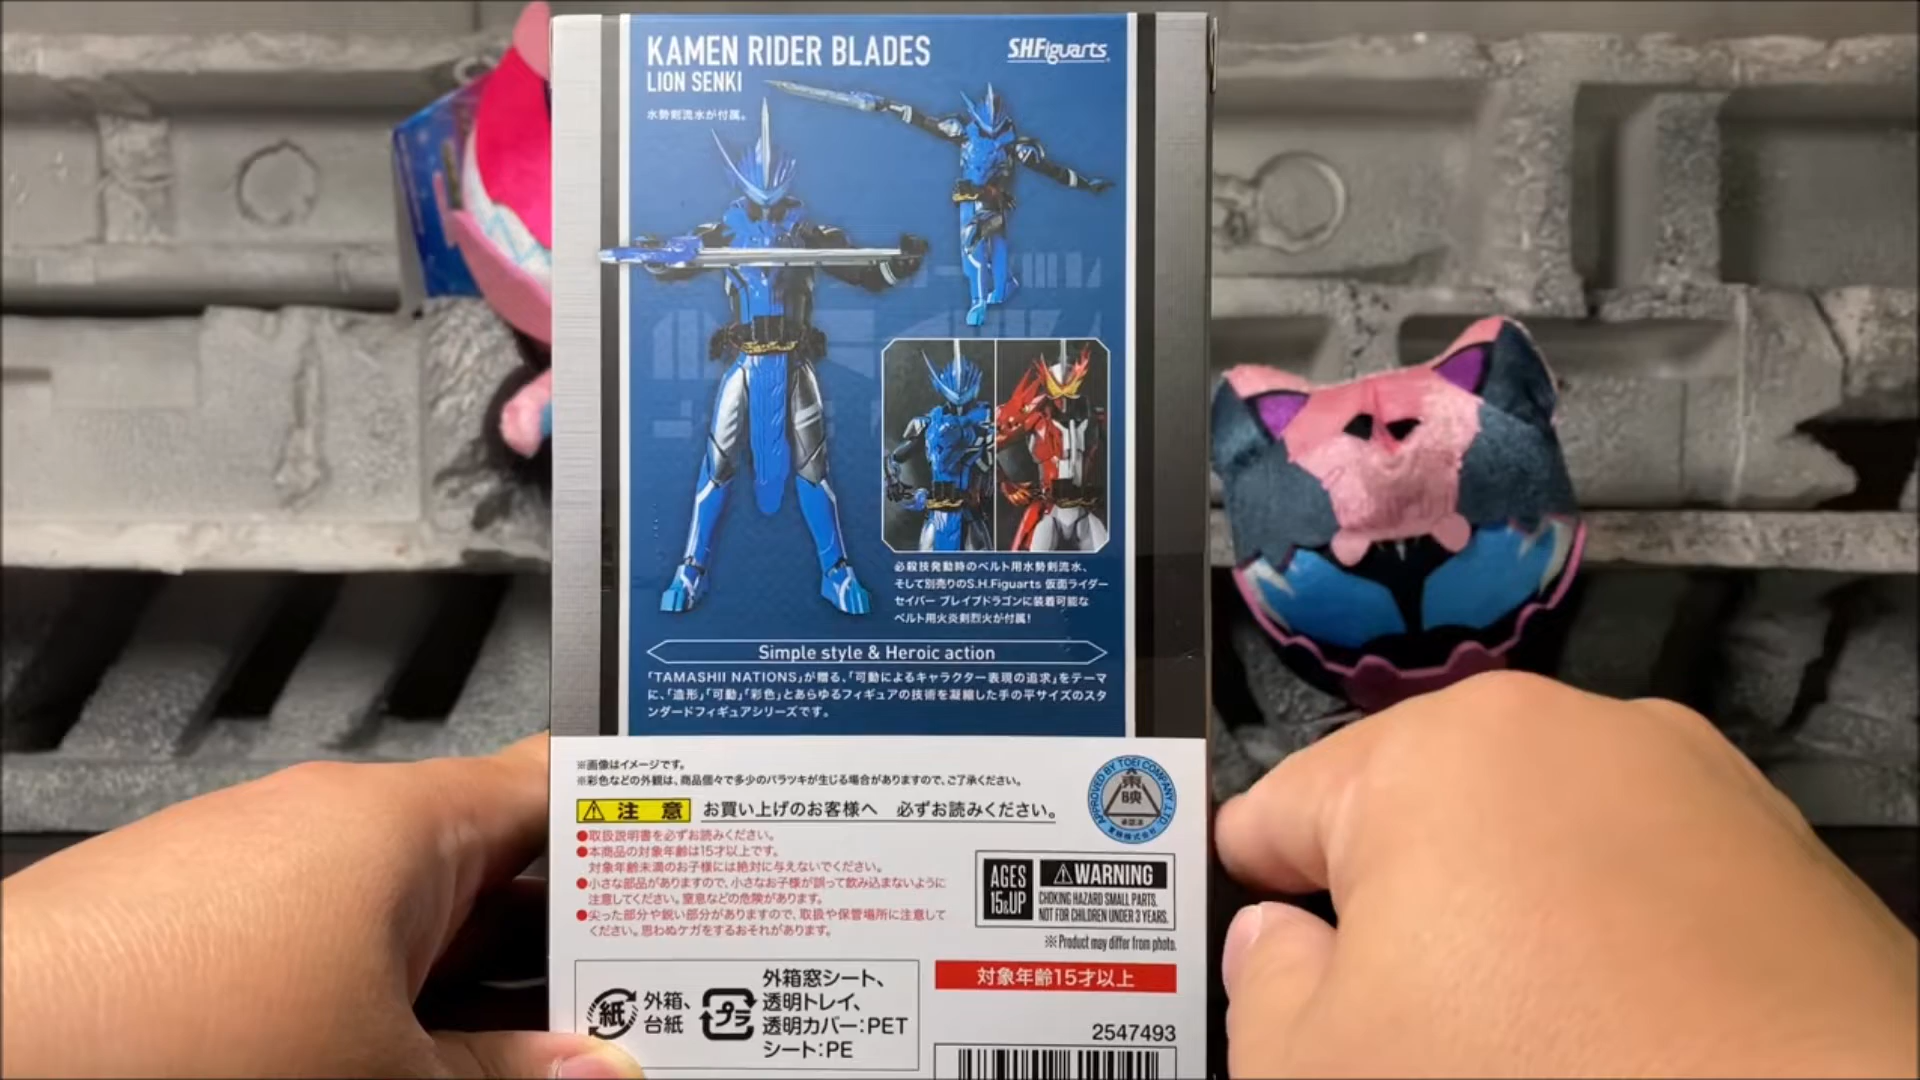 KAMEN RIDER BLADES
LION SENKI
S.H.Figuarts
水勢剣流水が付属。
必殺技発動時のベルト用水勢剣流水、
そして別売りのS.H.Figuarts 仮面ライダー
セイバー ブレイブドラゴンに装着可能な
ベルト用火炎剣烈火が付属!
Simple style & Heroic action
「TAMASHII NATIONS」が贈る、「可動によるキャラクター表現の追求」をテーマ
に、「造形」「可動」「彩色」とあらゆるフィギュアの技術を凝縮した手の平サイズのスタ
ンダードフィギュアシリーズです。
※画像はイメージです。
※彩色などの外観は、商品個々で多少のバラツキが生じる場合がありますので、ご了承ください。
注意 お買い上げのお客様へ 必ずお読みください。
●取扱説明書を必ずお読みください。
●本商品の対象年齢は15才以上です。
対象年齢未満のお子様には絶対に与えないでください。
●小さな部品がありますので、小さなお子様が誤って飲み込まないように
注意してください。窒息などの危険があります。
●尖った部分や鋭い部分がありますので、取扱や保管場所に注意して
ください。思わぬケガをするおそれがあります。
APPROVED BY TOEI COMPANY, LTD.
東映
東映株式会社
AGES
15&UP
WARNING
CHOKING HAZARD SMALL PARTS.
NOT FOR CHILDREN UNDER 3 YEARS.
※Product may differ from photo.
対象年齢15才以上
紙
外箱、
台紙
プラ
外箱窓シート、
透明トレイ、
透明カバー:PET
シート:PE
2547493